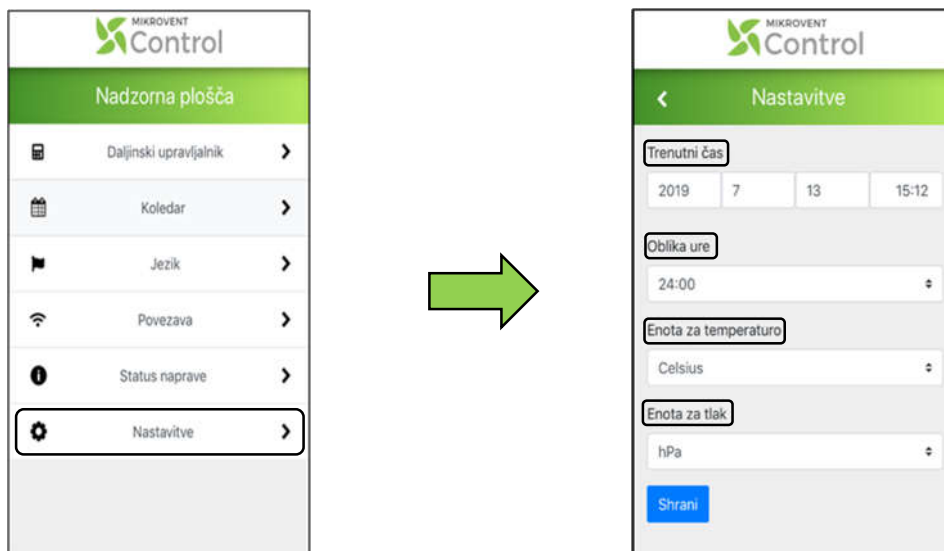 MIKROVENT
Control
Nadzorna plošča
Daljinski upravljalnik
Koledar
Jezik
Povezava
Status naprave
Nastavitve
MIKROVENT
Control
Nastavitve
Trenutni čas
2019 7 13 15:12
Oblika ure
24:00
Enota za temperaturo
Celsius
Enota za tlak
hPa
Shrani